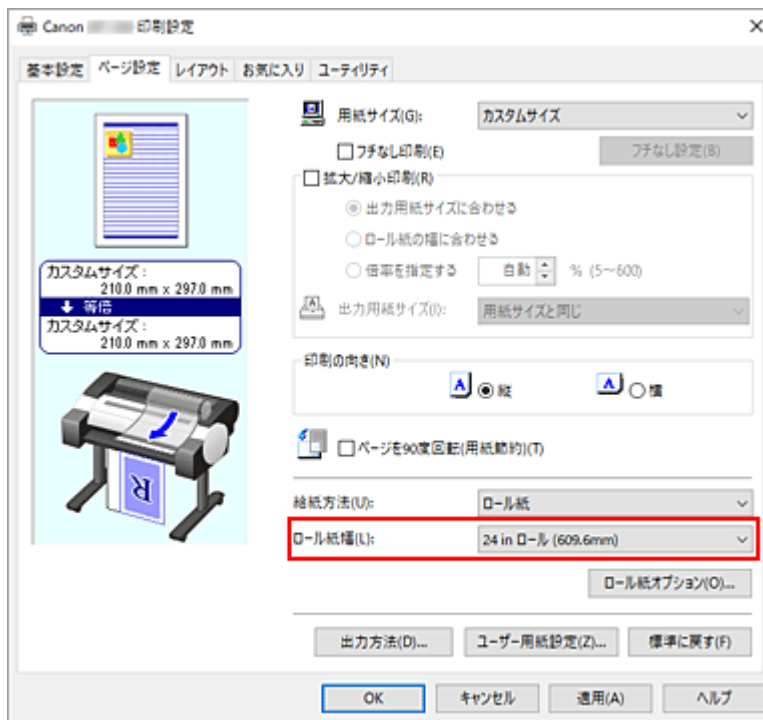 Canon 印刷設定
基本設定 ページ設定 レイアウト お気に入り ユーティリティ
用紙サイズ(G): カスタムサイズ
フチなし印刷(E) フチなし設定(B)
拡大/縮小印刷(R)
出力用紙サイズに合わせる
ロール紙の幅に合わせる
倍率を指定する 自動 % (5～600)
出力用紙サイズ(I): 用紙サイズと同じ
カスタムサイズ:
210.0 mm x 297.0 mm
等倍
カスタムサイズ:
210.0 mm x 297.0 mm
印刷の向き(N)
A 縦 A 横
ページを90度回転(用紙節約)(T)
R
給紙方法(U): ロール紙
ロール紙幅(L): 24 in ロール (609.6mm)
ロール紙オプション(O)...
出力方法(D)... ユーザー用紙設定(Z)... 標準に戻す(F)
OK キャンセル 適用(A) ヘルプ